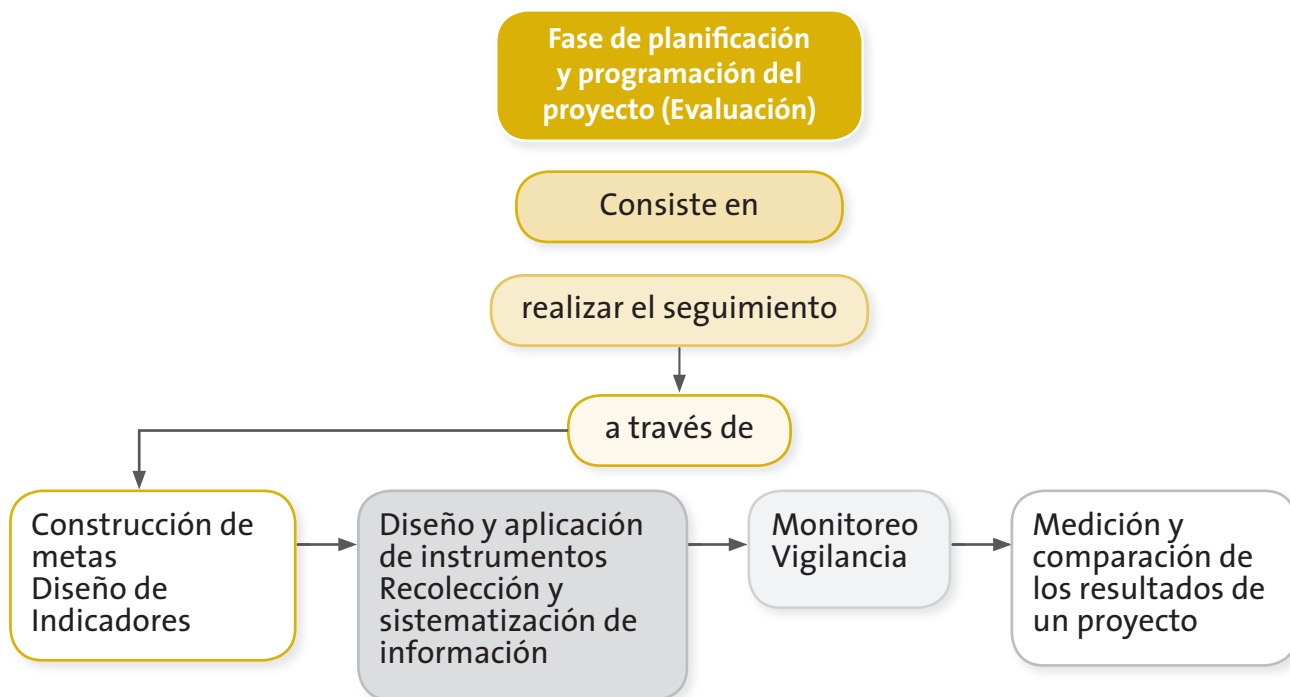 Fase de planificación
y programación del
proyecto (Evaluación)
Consiste en
realizar el seguimiento
a través de
Construcción de
metas
Diseño de
Indicadores
Diseño y aplicación
de instrumentos
Recolección y
sistematización de
información
Monitoreo
Vigilancia
Medición y
comparación de
los resultados de
un proyecto